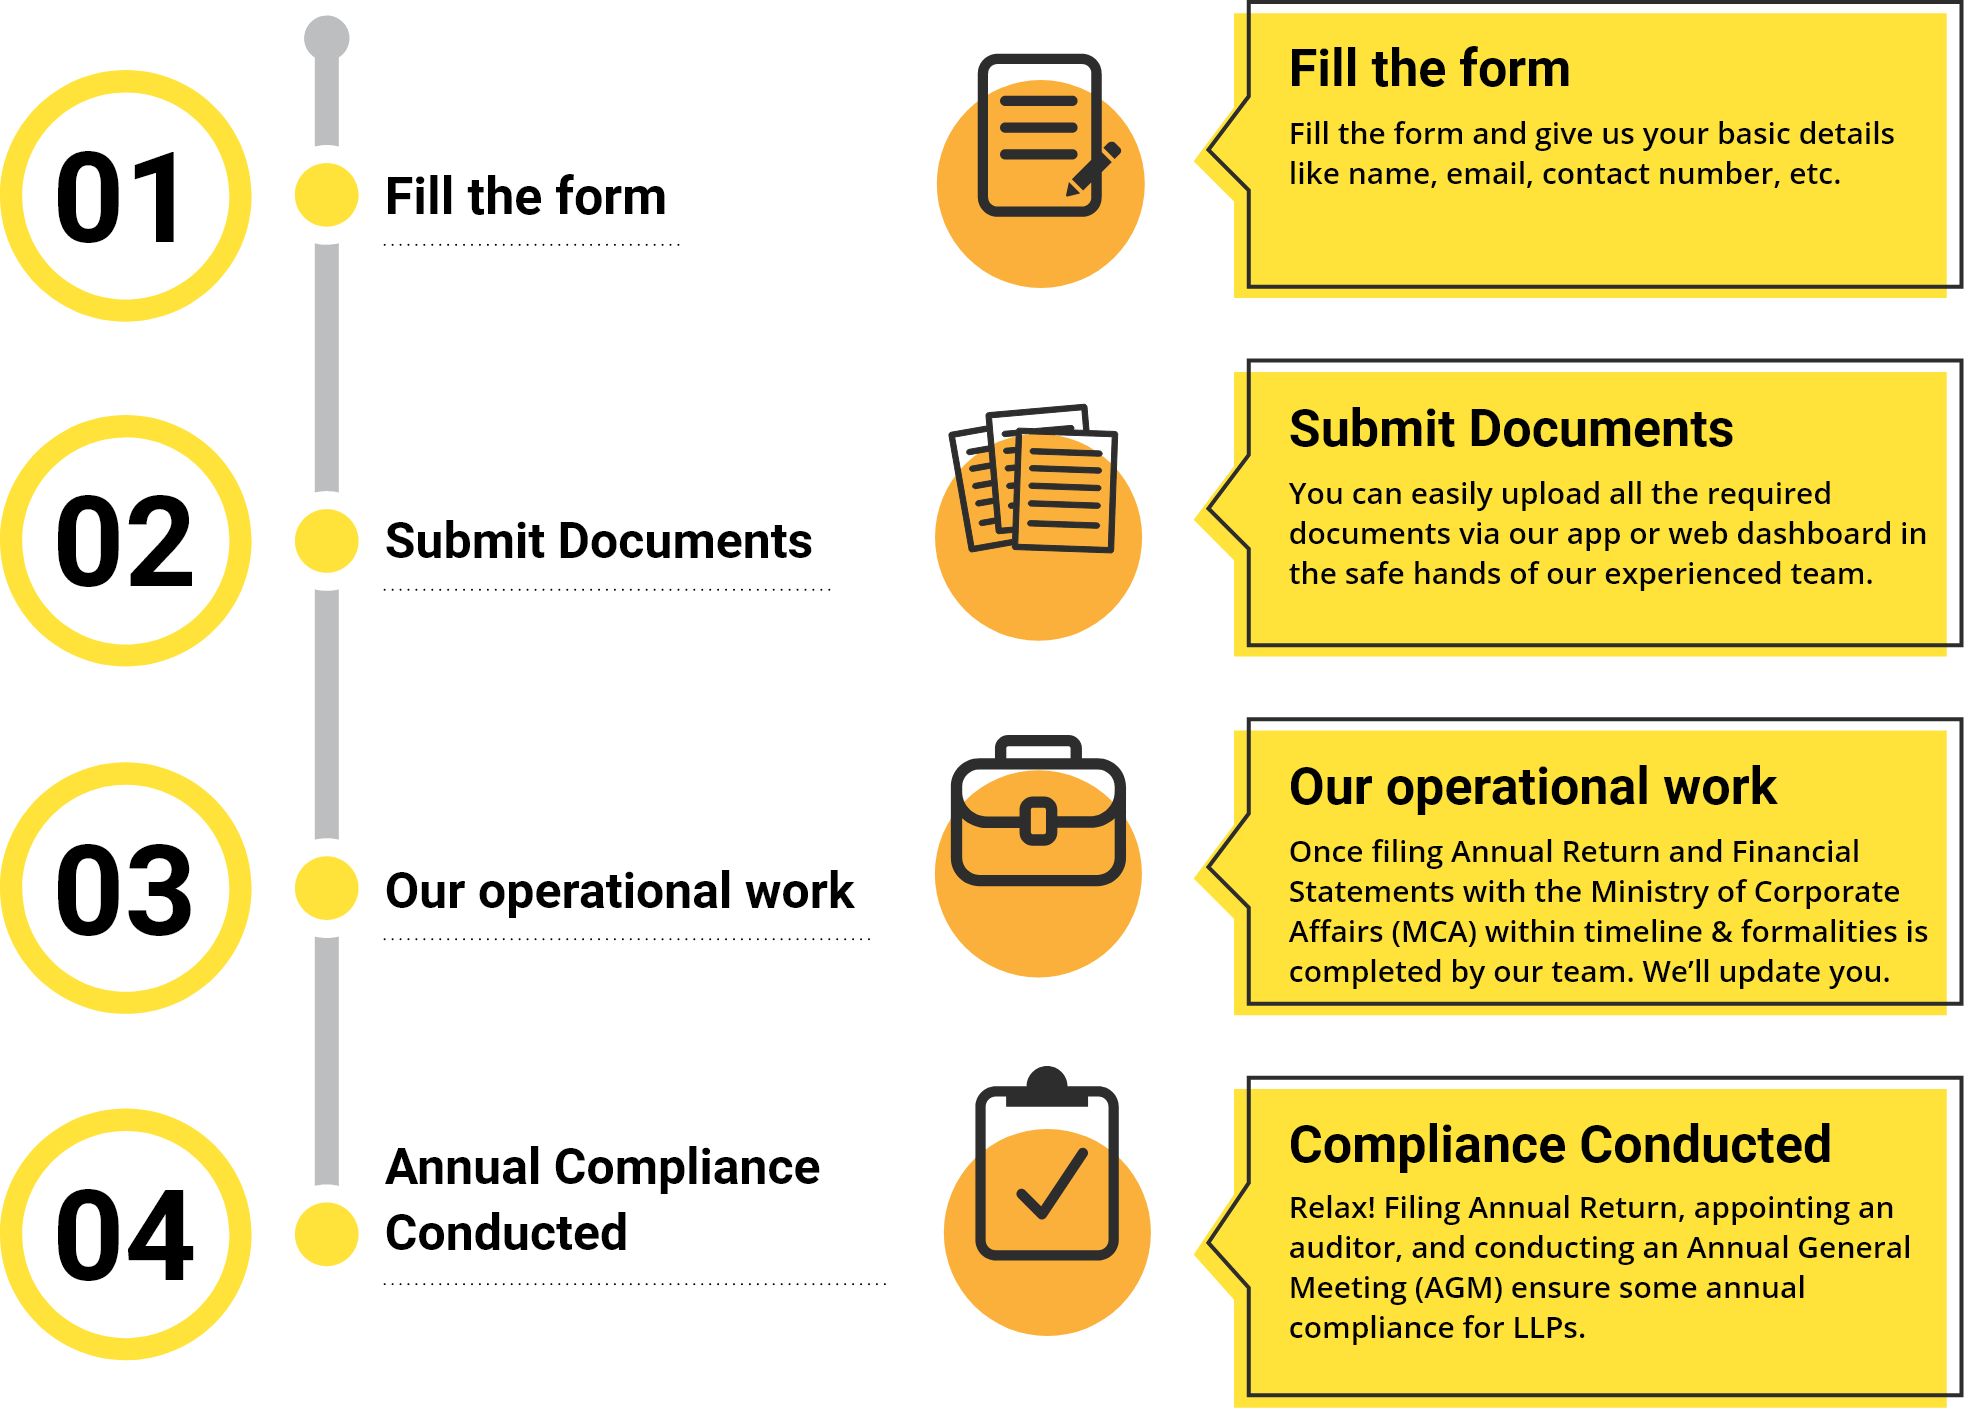 01
Fill the form
Fill the form
Fill the form and give us your basic details
like name, email, contact number, etc.
02
Submit Documents
Submit Documents
You can easily upload all the required
documents via our app or web dashboard in
the safe hands of our experienced team.
03
Our operational work
Our operational work
Once filing Annual Return and Financial
Statements with the Ministry of Corporate
Affairs (MCA) within timeline & formalities is
completed by our team. We’ll update you.
04
Annual Compliance
Conducted
Compliance Conducted
Relax! Filing Annual Return, appointing an
auditor, and conducting an Annual General
Meeting (AGM) ensure some annual
compliance for LLPs.